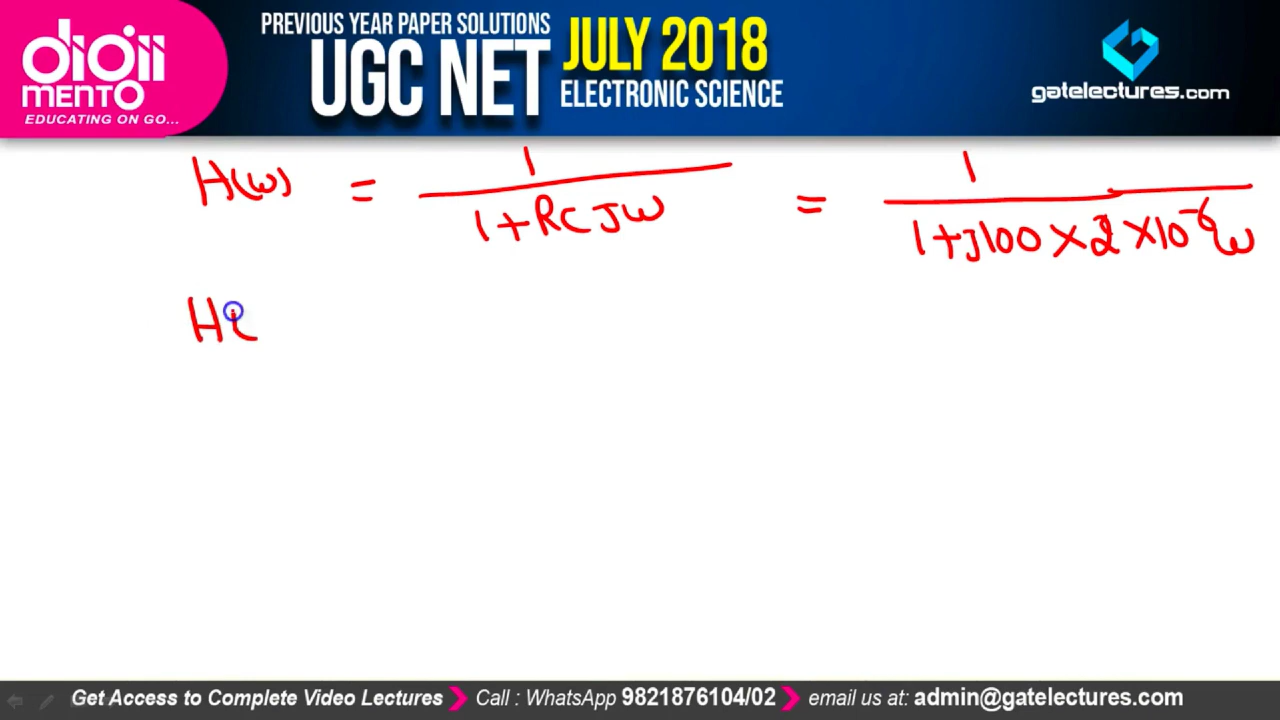 digii
MENTO
EDUCATING ON GO...
PREVIOUS YEAR PAPER SOLUTIONS
UGC NET
JULY 2018
ELECTRONIC SCIENCE
gatelectures.com
H(ω) = 1 / 1+RCJω = 1 / 1+J100×2×10⁻⁶ω
H(
Get Access to Complete Video Lectures Call : WhatsApp 9821876104/02 email us at: admin@gatelectures.com